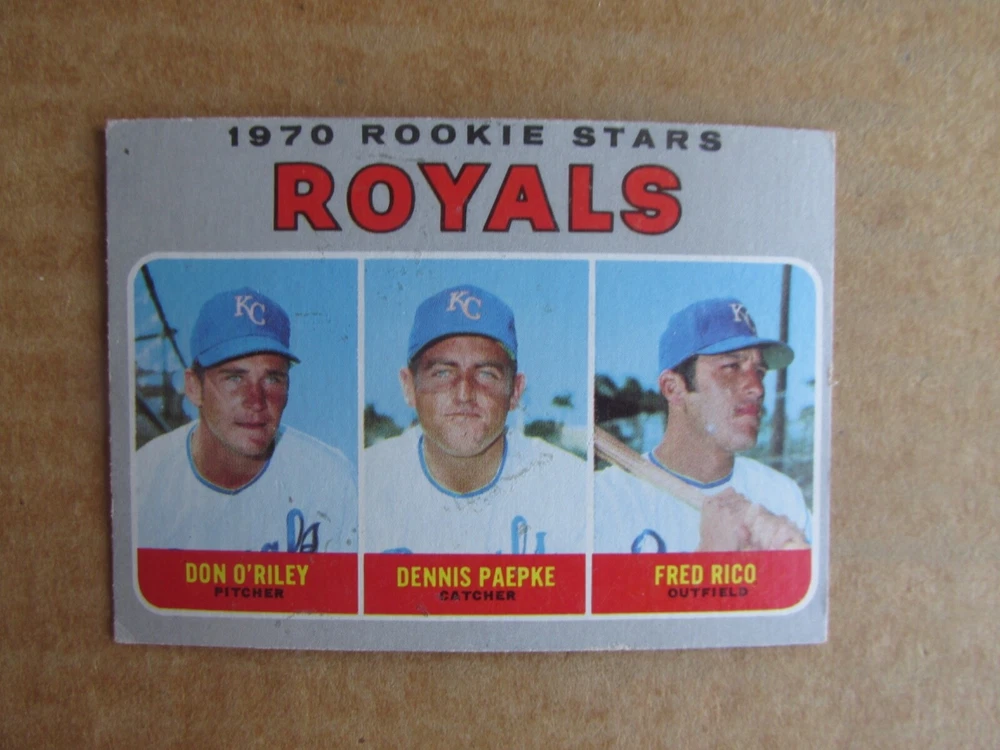 1970 ROOKIE STARS
ROYALS
KC
KC
KC
DON O'RILEY
PITCHER
DENNIS PAEPKE
CATCHER
FRED RICO
OUTFIELD